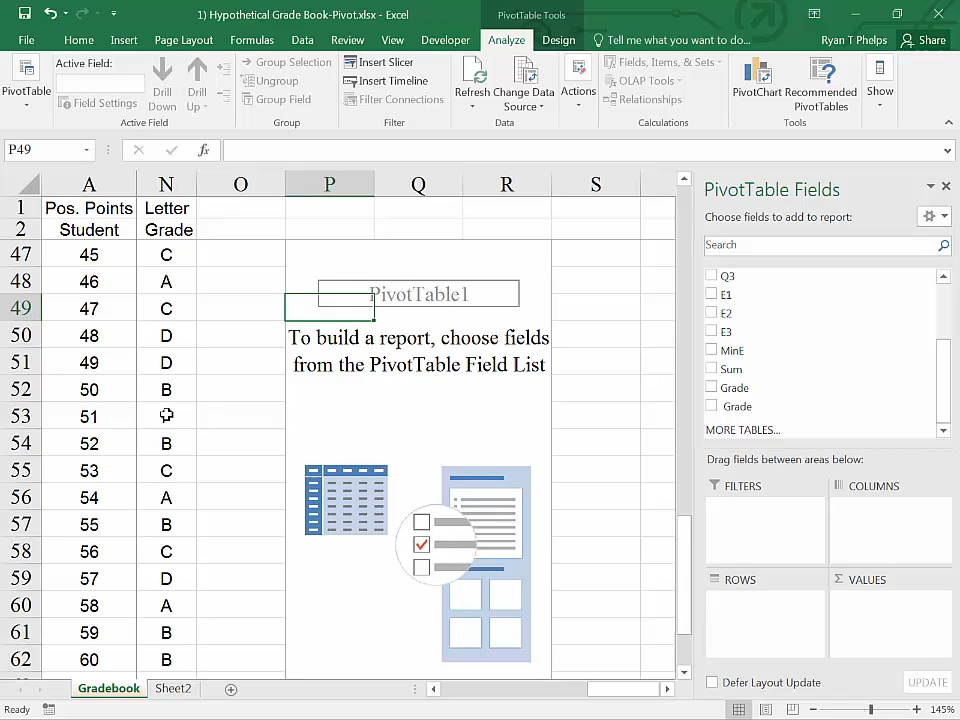 1) Hypothetical Grade Book-Pivot.xlsx - Excel
PivotTable Tools
File Home Insert Page Layout Formulas Data Review View Developer Analyze Design Tell me what you want to do... Ryan T Phelps Share
PivotTable
Active Field:
Field Settings
Drill Down
Drill Up
Active Field
Group Selection
Ungroup
Group Field
Group
Insert Slicer
Insert Timeline
Filter Connections
Filter
Refresh
Change Data Source
Data
Actions
Fields, Items, & Sets
OLAP Tools
Relationships
Calculations
PivotChart
Recommended PivotTables
Tools
Show
P49
fx
A N O P Q R S
1 Pos. Points Letter
2 Student Grade
47 45 C
48 46 A
49 47 C
50 48 D
51 49 D
52 50 B
53 51
54 52 B
55 53 C
56 54 A
57 55 B
58 56 C
59 57 D
60 58 A
61 59 B
62 60 B
PivotTable1
To build a report, choose fields
from the PivotTable Field List
PivotTable Fields
Choose fields to add to report:
Search
Q3
E1
E2
E3
MinE
Sum
Grade
Grade
MORE TABLES...
Drag fields between areas below:
FILTERS
COLUMNS
ROWS
Σ VALUES
Defer Layout Update
UPDATE
Gradebook Sheet2
Ready
145%